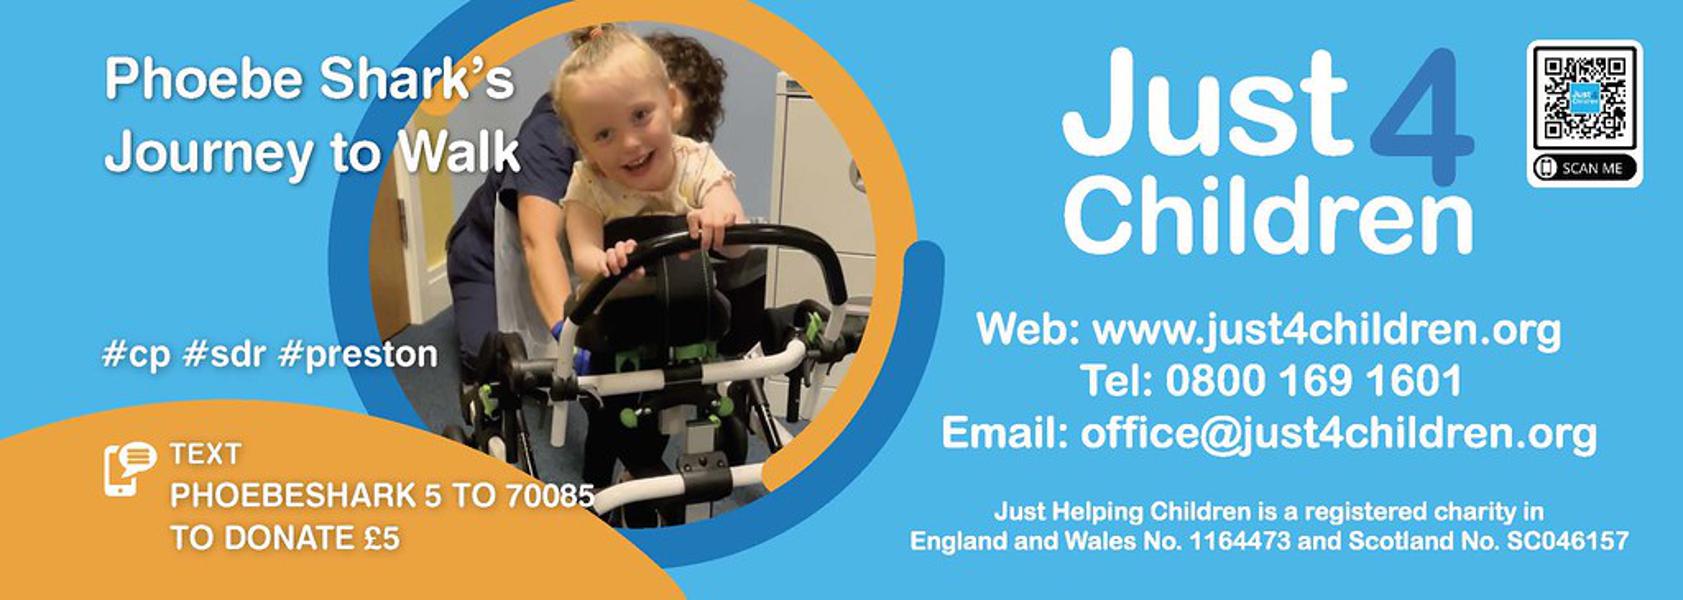 Phoebe Shark's
Journey to Walk
#cp #sdr #preston
TEXT
PHOEBESHARK 5 TO 70085
TO DONATE £5
Just 4
Children
SCAN ME
Web: www.just4children.org
Tel: 0800 169 1601
Email: office@just4children.org
Just Helping Children is a registered charity in
England and Wales No. 1164473 and Scotland No. SC046157